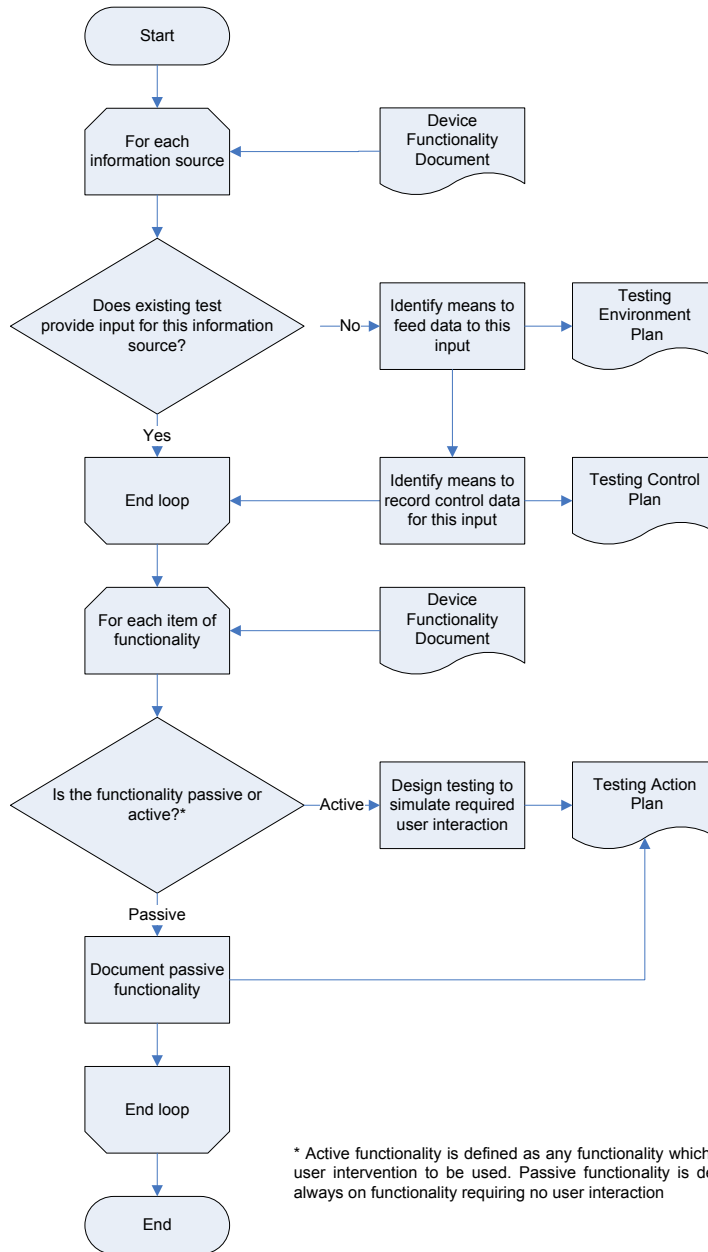 Start
For each
information source
Device
Functionality
Document
Does existing test
provide input for this information
source?
No
Identify means to
feed data to this
input
Testing
Environment
Plan
Yes
End loop
Identify means to
record control data
for this input
Testing Control
Plan
For each item of
functionality
Device
Functionality
Document
Is the functionality passive or
active?*
Active
Design testing to
simulate required
user interaction
Testing Action
Plan
Passive
Document passive
functionality
End loop
* Active functionality is defined as any functionality which
user intervention to be used. Passive functionality is
always on functionality requiring no user interaction
End